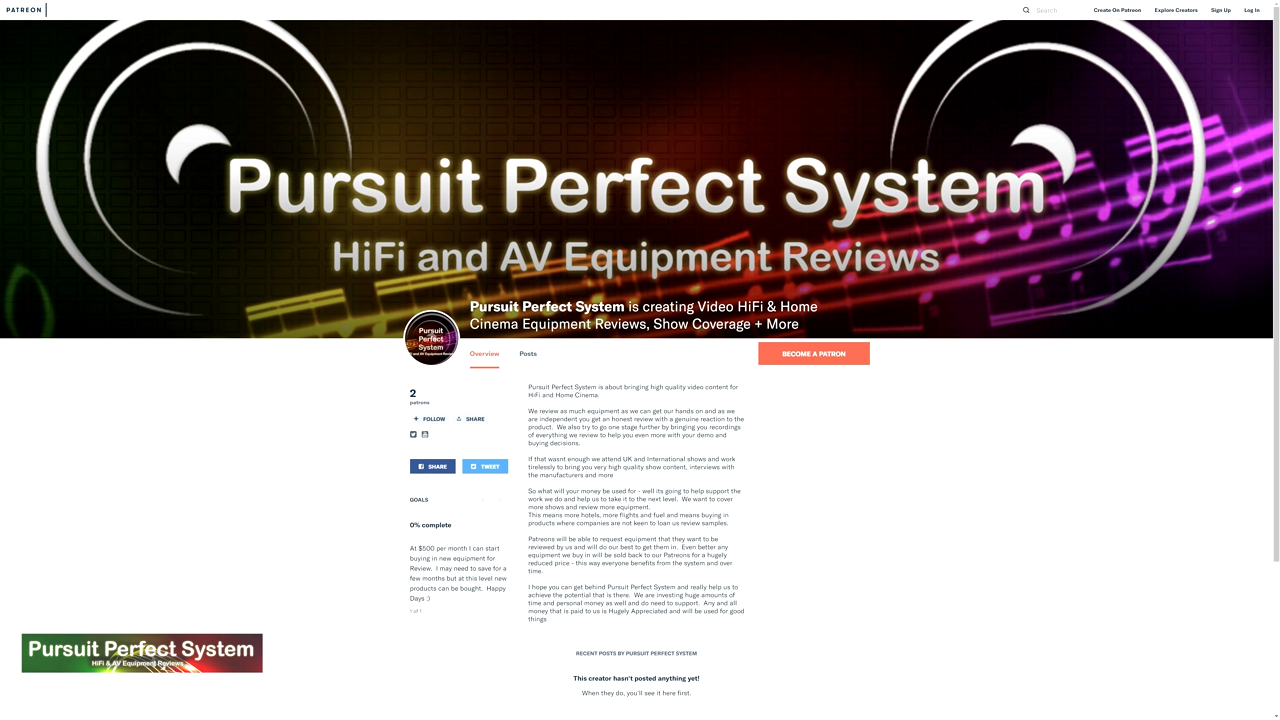 PATREON
Search
Create On Patreon
Explore Creators
Sign Up
Log In
Pursuit Perfect System
HiFi and AV Equipment Reviews
Pursuit Perfect System is creating Video HiFi & Home
Cinema Equipment Reviews, Show Coverage + More
Pursuit
Perfect
System
Overview
Posts
BECOME A PATRON
2
patrons
FOLLOW
SHARE
SHARE
TWEET
GOALS
0% complete
At $500 per month I can start
buying in new equipment for
Review. I may need to save for a
few months but at this level new
products can be bought. Happy
Days :)
1 of 1
Pursuit Perfect System is about bringing high quality video content for
HiFi and Home Cinema.
We review as much equipment as we can get our hands on and as we
are independent you get an honest review with a genuine reaction to the
product. We also try to go one stage further by bringing you recordings
of everything we review to help you even more with your demo and
buying decisions.
If that wasnt enough we attend UK and International shows and work
tirelessly to bring you very high quality show content, interviews with
the manufacturers and more
So what will your money be used for - well its going to help support the
work we do and help us to take it to the next level. We want to cover
more shows and review more equipment.
This means more hotels, more flights and fuel and means buying in
products where companies are not keen to loan us review samples.
Patreons will be able to request equipment that they want to be
reviewed by us and will do our best to get them in. Even better any
equipment we buy in will be sold back to our Patreons for a hugely
reduced price - this way everyone benefits from the system and over
time.
I hope you can get behind Pursuit Perfect System and really help us to
achieve the potential that is there. We are investing huge amounts of
time and personal money as well and do need to support. Any and all
money that is paid to us is Hugely Appreciated and will be used for good
things
RECENT POSTS BY PURSUIT PERFECT SYSTEM
This creator hasn't posted anything yet!
When they do, you'll see it here first.
Pursuit Perfect System
HiFi & AV Equipment Reviews